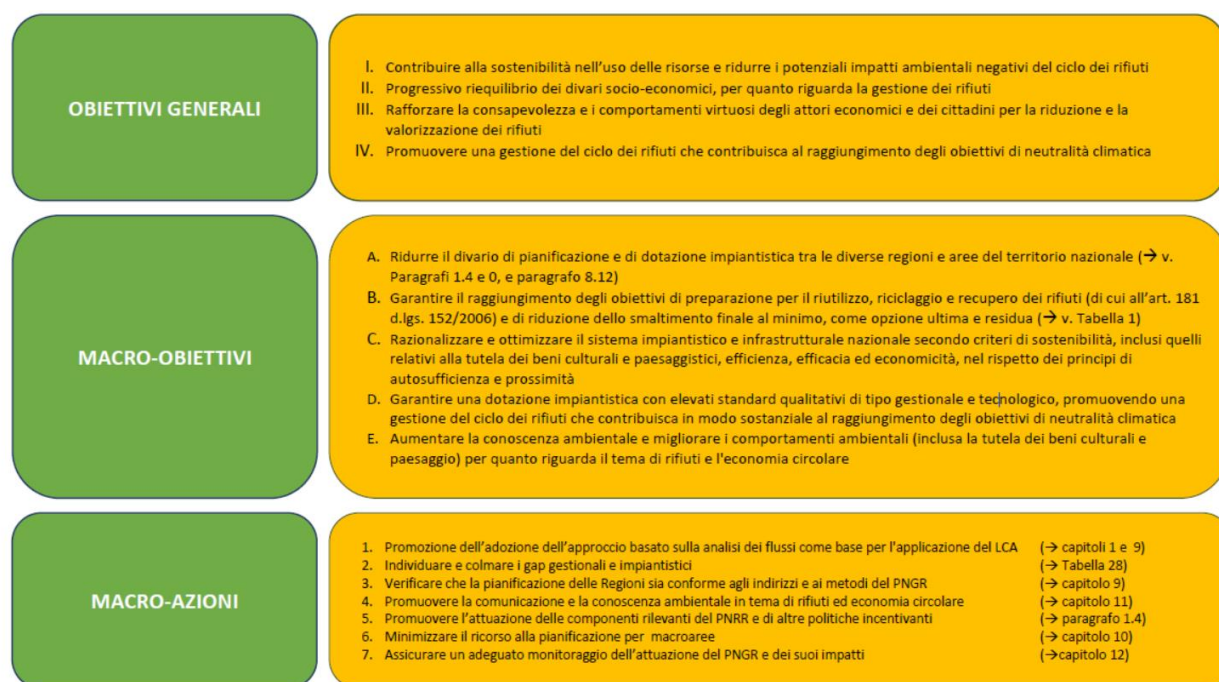 OBIETTIVI GENERALI
I. Contribuire alla sostenibilità nell'uso delle risorse e ridurre i potenziali impatti ambientali negativi del ciclo dei rifiuti
II. Progressivo riequilibrio dei divari socio-economici, per quanto riguarda la gestione dei rifiuti
III. Rafforzare la consapevolezza e i comportamenti virtuosi degli attori economici e dei cittadini per la riduzione e la
valorizzazione dei rifiuti
IV. Promuovere una gestione del ciclo dei rifiuti che contribuisca al raggiungimento degli obiettivi di neutralità climatica
MACRO-OBIETTIVI
A. Ridurre il divario di pianificazione e di dotazione impiantistica tra le diverse regioni e aree del territorio nazionale (→ v.
Paragrafi 1.4 e 0, e paragrafo 8.12)
B. Garantire il raggiungimento degli obiettivi di preparazione per il riutilizzo, riciclaggio e recupero dei rifiuti (di cui all'art. 181
d.lgs. 152/2006) e di riduzione dello smaltimento finale al minimo, come opzione ultima e residua (→ v. Tabella 1)
C. Razionalizzare e ottimizzare il sistema impiantistico e infrastrutturale nazionale secondo criteri di sostenibilità, inclusi quelli
relativi alla tutela dei beni culturali e paesaggistici, efficienza, efficacia ed economicità, nel rispetto dei principi di
autosufficienza e prossimità
D. Garantire una dotazione impiantistica con elevati standard qualitativi di tipo gestionale e tecnologico, promuovendo una
gestione del ciclo dei rifiuti che contribuisca in modo sostanziale al raggiungimento degli obiettivi di neutralità climatica
E. Aumentare la conoscenza ambientale e migliorare i comportamenti ambientali (inclusa la tutela dei beni culturali e
paesaggio) per quanto riguarda il tema di rifiuti e l'economia circolare
MACRO-AZIONI
1. Promozione dell'adozione dell'approccio basato sulla analisi dei flussi come base per l'applicazione del LCA (→ capitoli 1 e 9)
2. Individuare e colmare i gap gestionali e impiantistici (→ Tabella 28)
3. Verificare che la pianificazione delle Regioni sia conforme agli indirizzi e ai metodi del PNGR (→ capitolo 9)
4. Promuovere la comunicazione e la conoscenza ambientale in tema di rifiuti ed economia circolare (→ capitolo 11)
5. Promuovere l'attuazione delle componenti rilevanti del PNRR e di altre politiche incentivanti (→ paragrafo 1.4)
6. Minimizzare il ricorso alla pianificazione per macroaree (→ capitolo 10)
7. Assicurare un adeguato monitoraggio dell'attuazione del PNGR e dei suoi impatti (→capitolo 12)